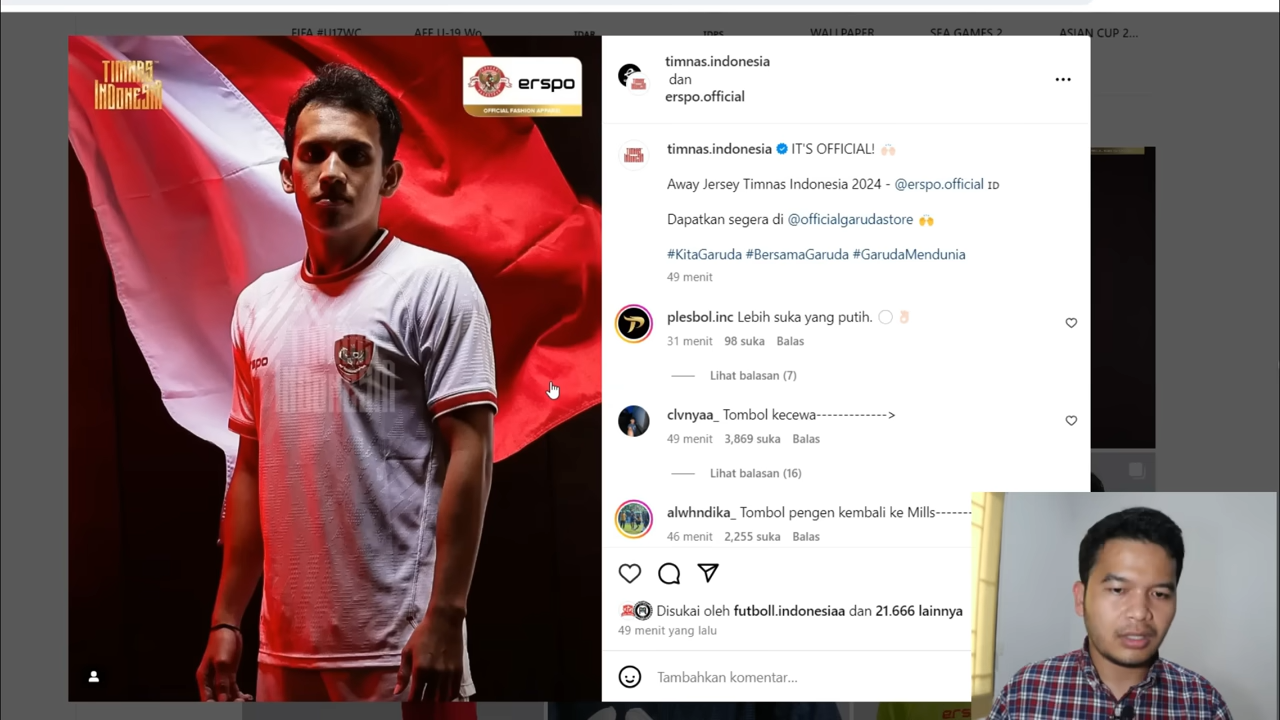 FIFA #U17WC
AFF U-19 Wo...
WALLPAPER
SEA GAMES 2...
ASIAN CUP 2...
TIMNAS
INDONESIA
erspo
OFFICIAL FASHION APPAREL
timnas.indonesia
dan
erspo.official
timnas.indonesia IT'S OFFICIAL! 🙌🏻
Away Jersey Timnas Indonesia 2024 - @erspo.official ID
Dapatkan segera di @officialgarudastore 🙌
#KitaGaruda #BersamaGaruda #GarudaMendunia
49 menit
plesbol.inc Lebih suka yang putih. ⚪👌🏻
31 menit 98 suka Balas
Lihat balasan (7)
clvnyaa_ Tombol kecewa------------>
49 menit 3,869 suka Balas
Lihat balasan (16)
alwhndika_ Tombol pengen kembali ke Mills-------
46 menit 2,255 suka Balas
Disukai oleh futboll.indonesiaa dan 21.666 lainnya
49 menit yang lalu
Tambahkan komentar...
INDONESIA